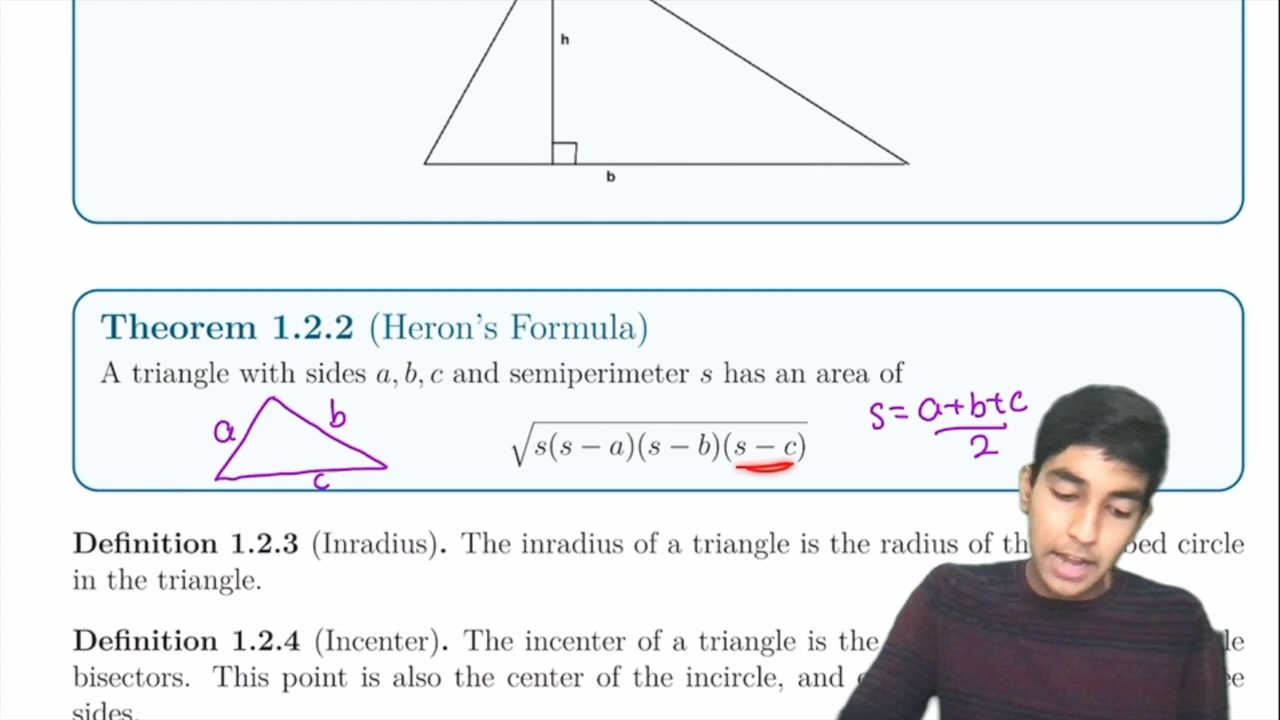 h
b
Theorem 1.2.2 (Heron's Formula)
A triangle with sides a, b, c and semiperimeter s has an area of
a
b
c
√s(s − a)(s − b)(s − c)
s = a+b+c
2
Definition 1.2.3 (Inradius). The inradius of a triangle is the radius of circle
in the triangle.
Definition 1.2.4 (Incenter). The incenter of a triangle is the
bisectors. This point is also the center of the incircle, and
sides.